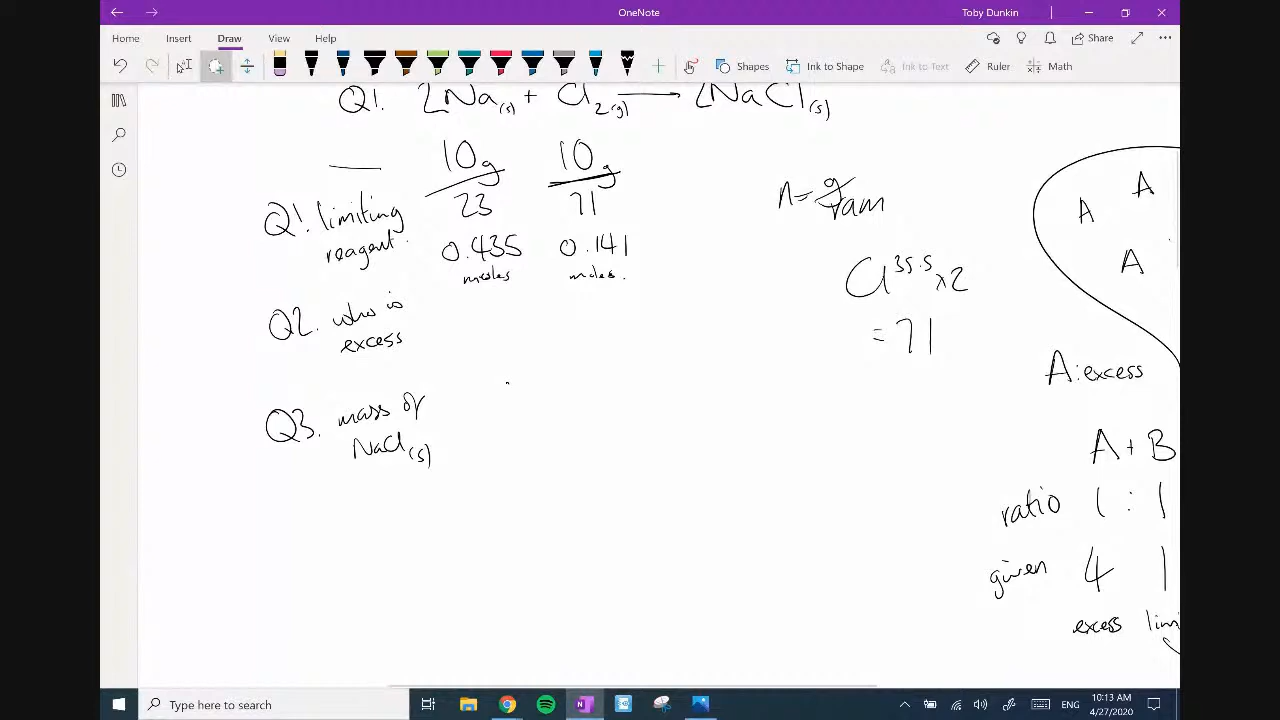 OneNote
Toby Dunkin
Home Insert Draw View Help
Share
Shapes Ink to Shape Ink to Text Ruler Math
Q1. 2Na(s) + Cl2(g) → 2NaCl(s)
10g 10g
23 71
Q1. limiting
reagent.
0.435 0.141
moles moles.
Q2. who is
excess
Q3. mass of
NaCl(s)
n = g
ram
Cl 35.5 x2
= 71
A A
A
A: excess
A + B
ratio 1 : 1
given 4 1
excess
Type here to search
ENG
10:13 AM
4/27/2020